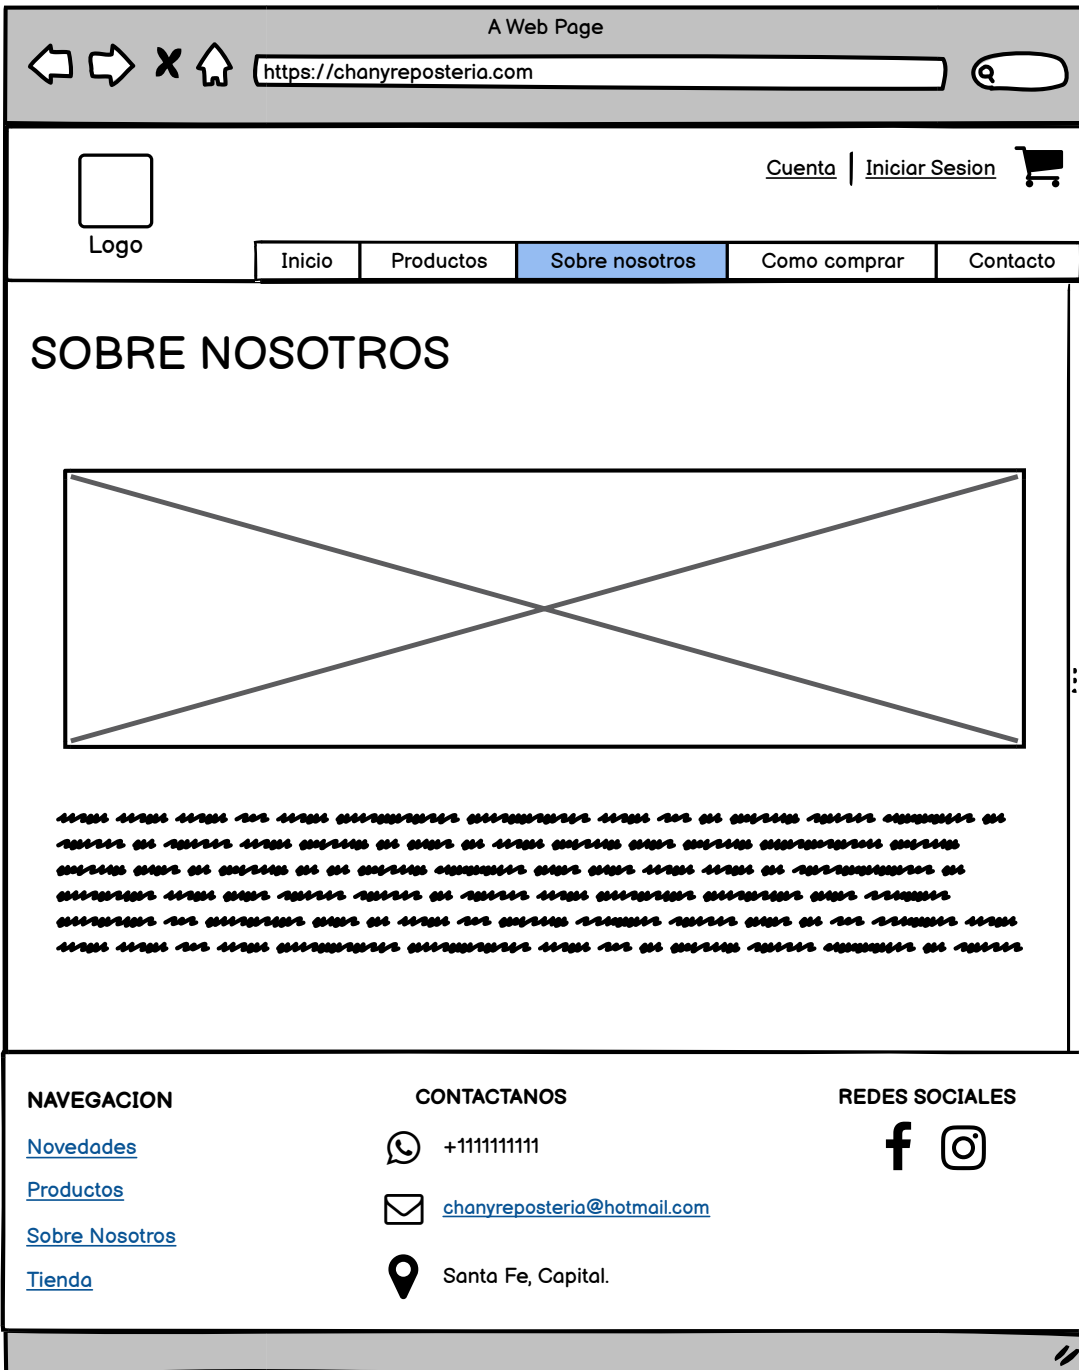 A Web Page
https://chanyreposteria.com
Cuenta | Iniciar Sesion
Logo
Inicio Productos Sobre nosotros Como comprar Contacto
SOBRE NOSOTROS
NAVEGACION
Novedades
Productos
Sobre Nosotros
Tienda
CONTACTANOS
+1111111111
chanyreposteria@hotmail.com
Santa Fe, Capital.
REDES SOCIALES